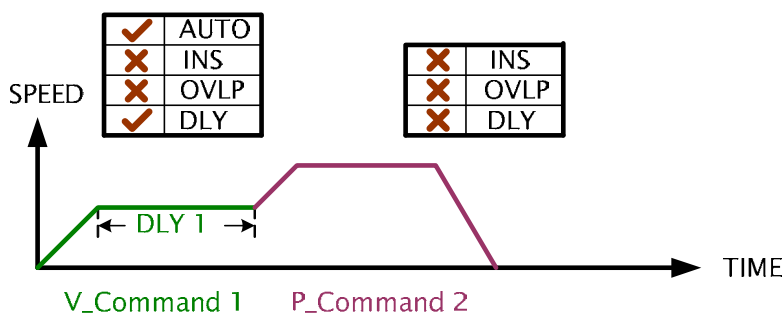 AUTO
INS
OVLP
DLY
INS
OVLP
DLY
SPEED
DLY 1
TIME
V_Command 1
P_Command 2